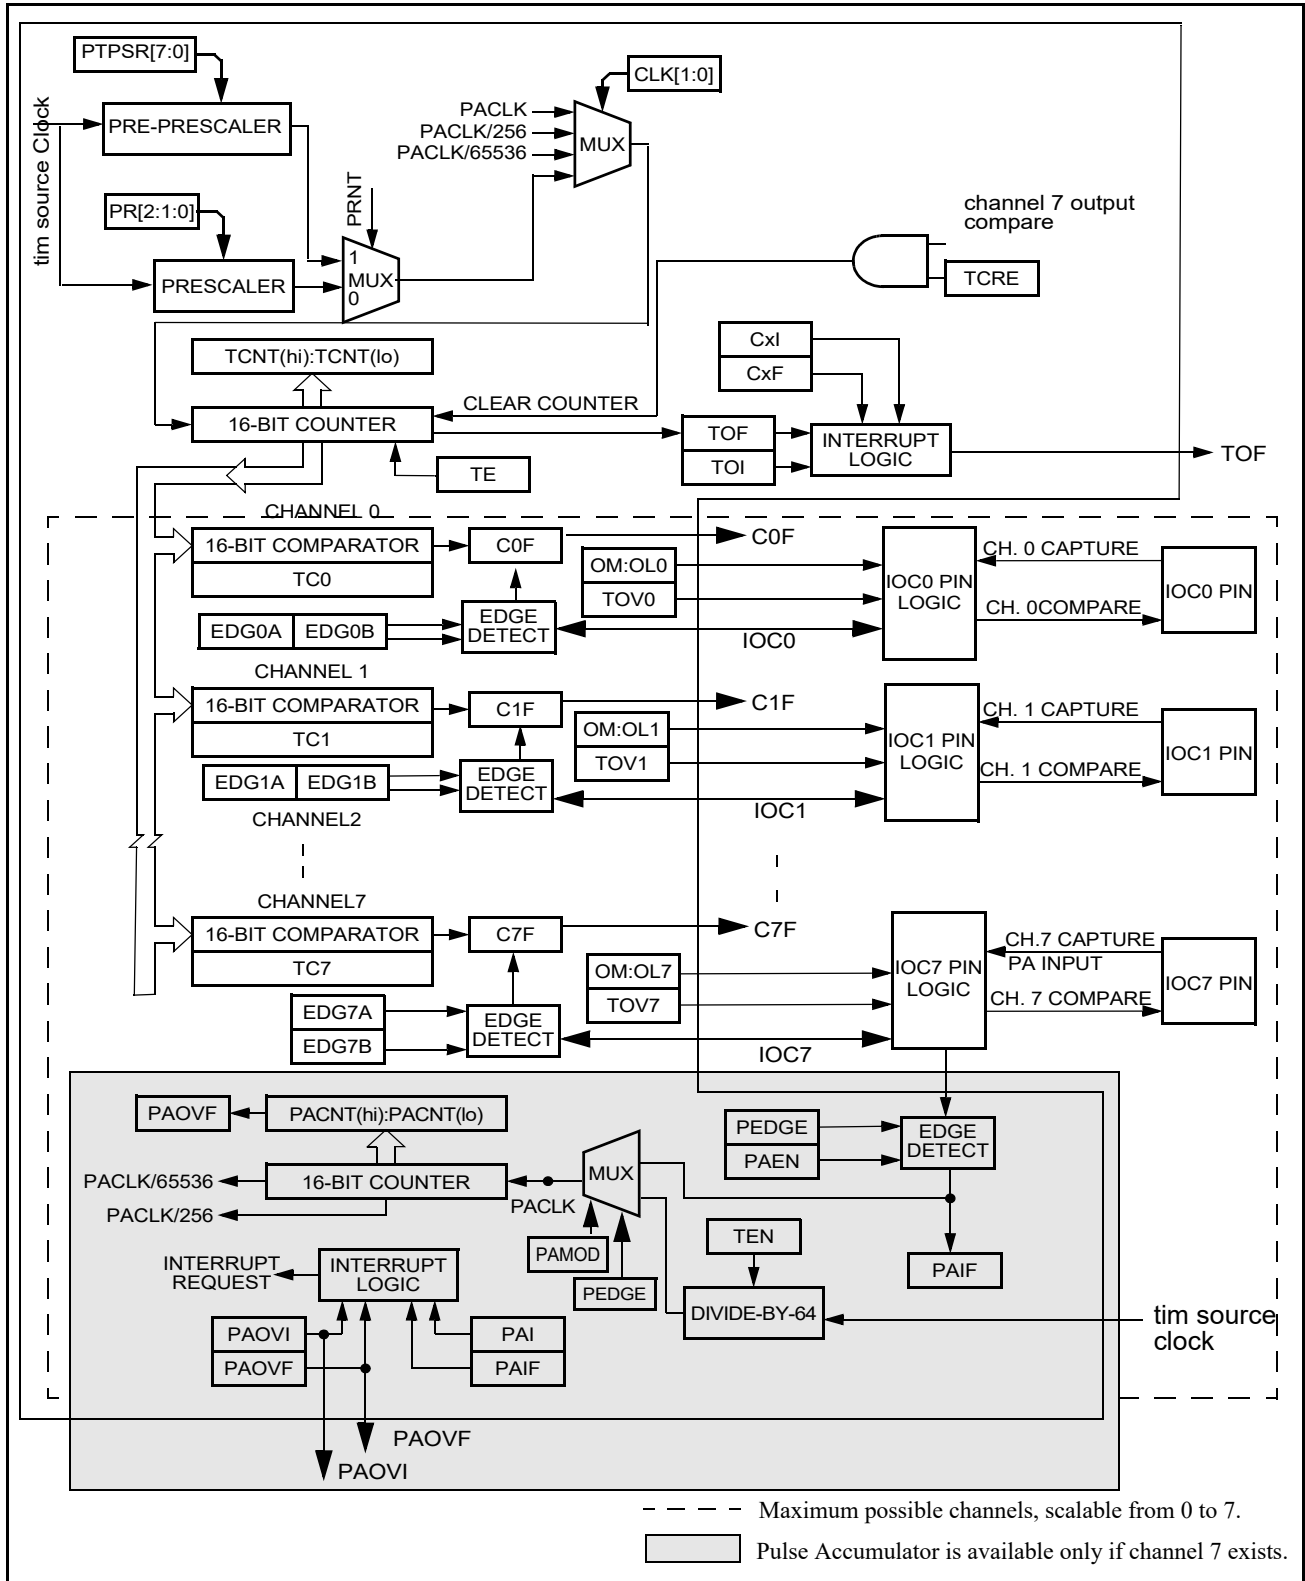 PTPSR[7:0]
CLK[1:0]
tim source Clock
PRE-PRESCALER
PACLK
PACLK/256
PACLK/65536
MUX
PR[2:1:0]
PRNT
channel 7 output
compare
PRESCALER
1
MUX
0
TCRE
TCNT(hi):TCNT(lo)
CxI
CxF
CLEAR COUNTER
16-BIT COUNTER
TOF
TOI
INTERRUPT
LOGIC
TOF
TE
CHANNEL 0
16-BIT COMPARATOR
TC0
C0F
C0F
OM:OL0
TOV0
IOC0 PIN
LOGIC
CH. 0 CAPTURE
CH. 0COMPARE
IOC0 PIN
EDG0A
EDG0B
EDGE
DETECT
IOC0
CHANNEL 1
16-BIT COMPARATOR
TC1
C1F
C1F
OM:OL1
TOV1
IOC1 PIN
LOGIC
CH. 1 CAPTURE
CH. 1 COMPARE
IOC1 PIN
EDG1A
EDG1B
EDGE
DETECT
IOC1
CHANNEL2
CHANNEL7
16-BIT COMPARATOR
TC7
C7F
C7F
OM:OL7
TOV7
IOC7 PIN
LOGIC
CH.7 CAPTURE
PA INPUT
CH. 7 COMPARE
IOC7 PIN
EDG7A
EDG7B
EDGE
DETECT
IOC7
PAOVF
PACNT(hi):PACNT(lo)
PEDGE
PAEN
EDGE
DETECT
MUX
PACLK/65536
16-BIT COUNTER
PACLK
PACLK/256
PAMOD
TEN
INTERRUPT
REQUEST
INTERRUPT
LOGIC
PEDGE
PAIF
DIVIDE-BY-64
tim source
clock
PAOVI
PAOVF
PAI
PAIF
PAOVF
PAOVI
Maximum possible channels, scalable from 0 to 7.
Pulse Accumulator is available only if channel 7 exists.